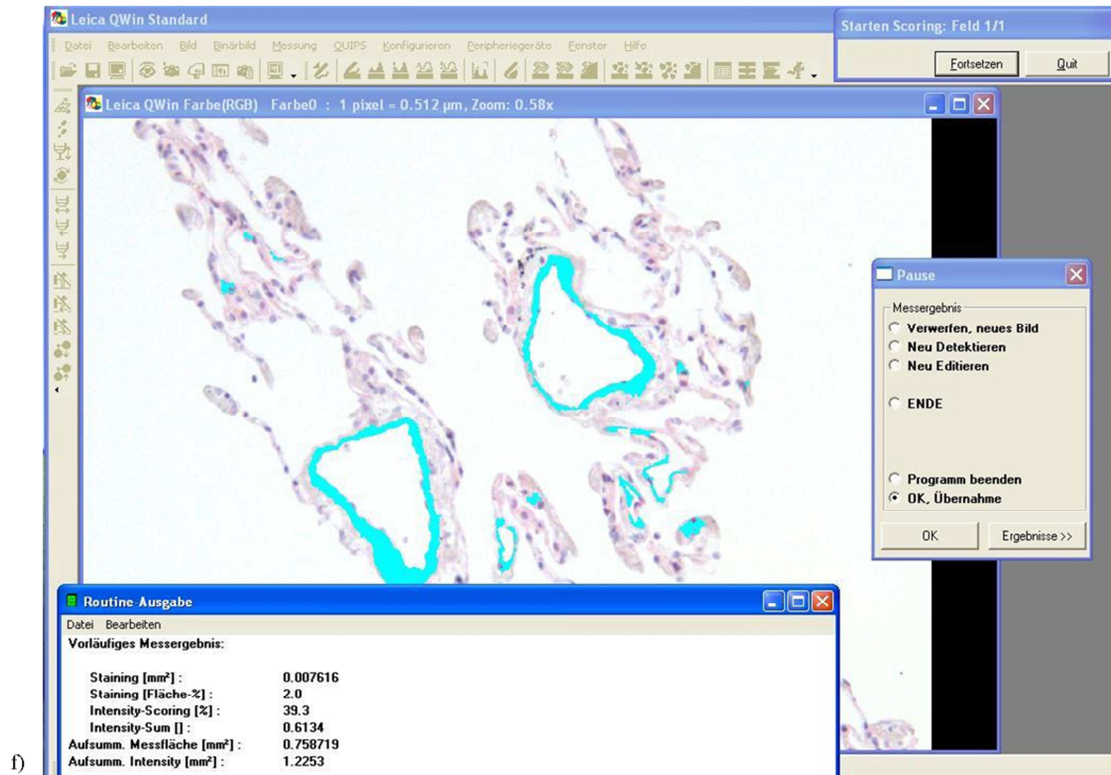 Leica QWin Standard
Starten Scoring: Feld 1/1
Datei Bearbeiten Bild Binärbild Messung QUIPS Konfigurieren Peripheriegeräte Fenster Hilfe
Fortsetzen Quit
Leica QWin Farbe(RGB) Farbe0 : 1 pixel = 0.512 µm, Zoom: 0.58x
Pause
Messergebnis
Verwerfen, neues Bild
Neu Detektieren
Neu Editieren
ENDE
Programm beenden
OK, Übernahme
OK Ergebnisse >>
Routine-Ausgabe
Datei Bearbeiten
Vorläufiges Messergebnis:
Staining [mm²] : 0.007616
Staining [Fläche-%] : 2.0
Intensity-Scoring [%] : 39.3
Intensity-Sum [] : 0.6134
Aufsumm. Messfläche [mm²] : 0.758719
Aufsumm. Intensity [mm²] : 1.2253
f)